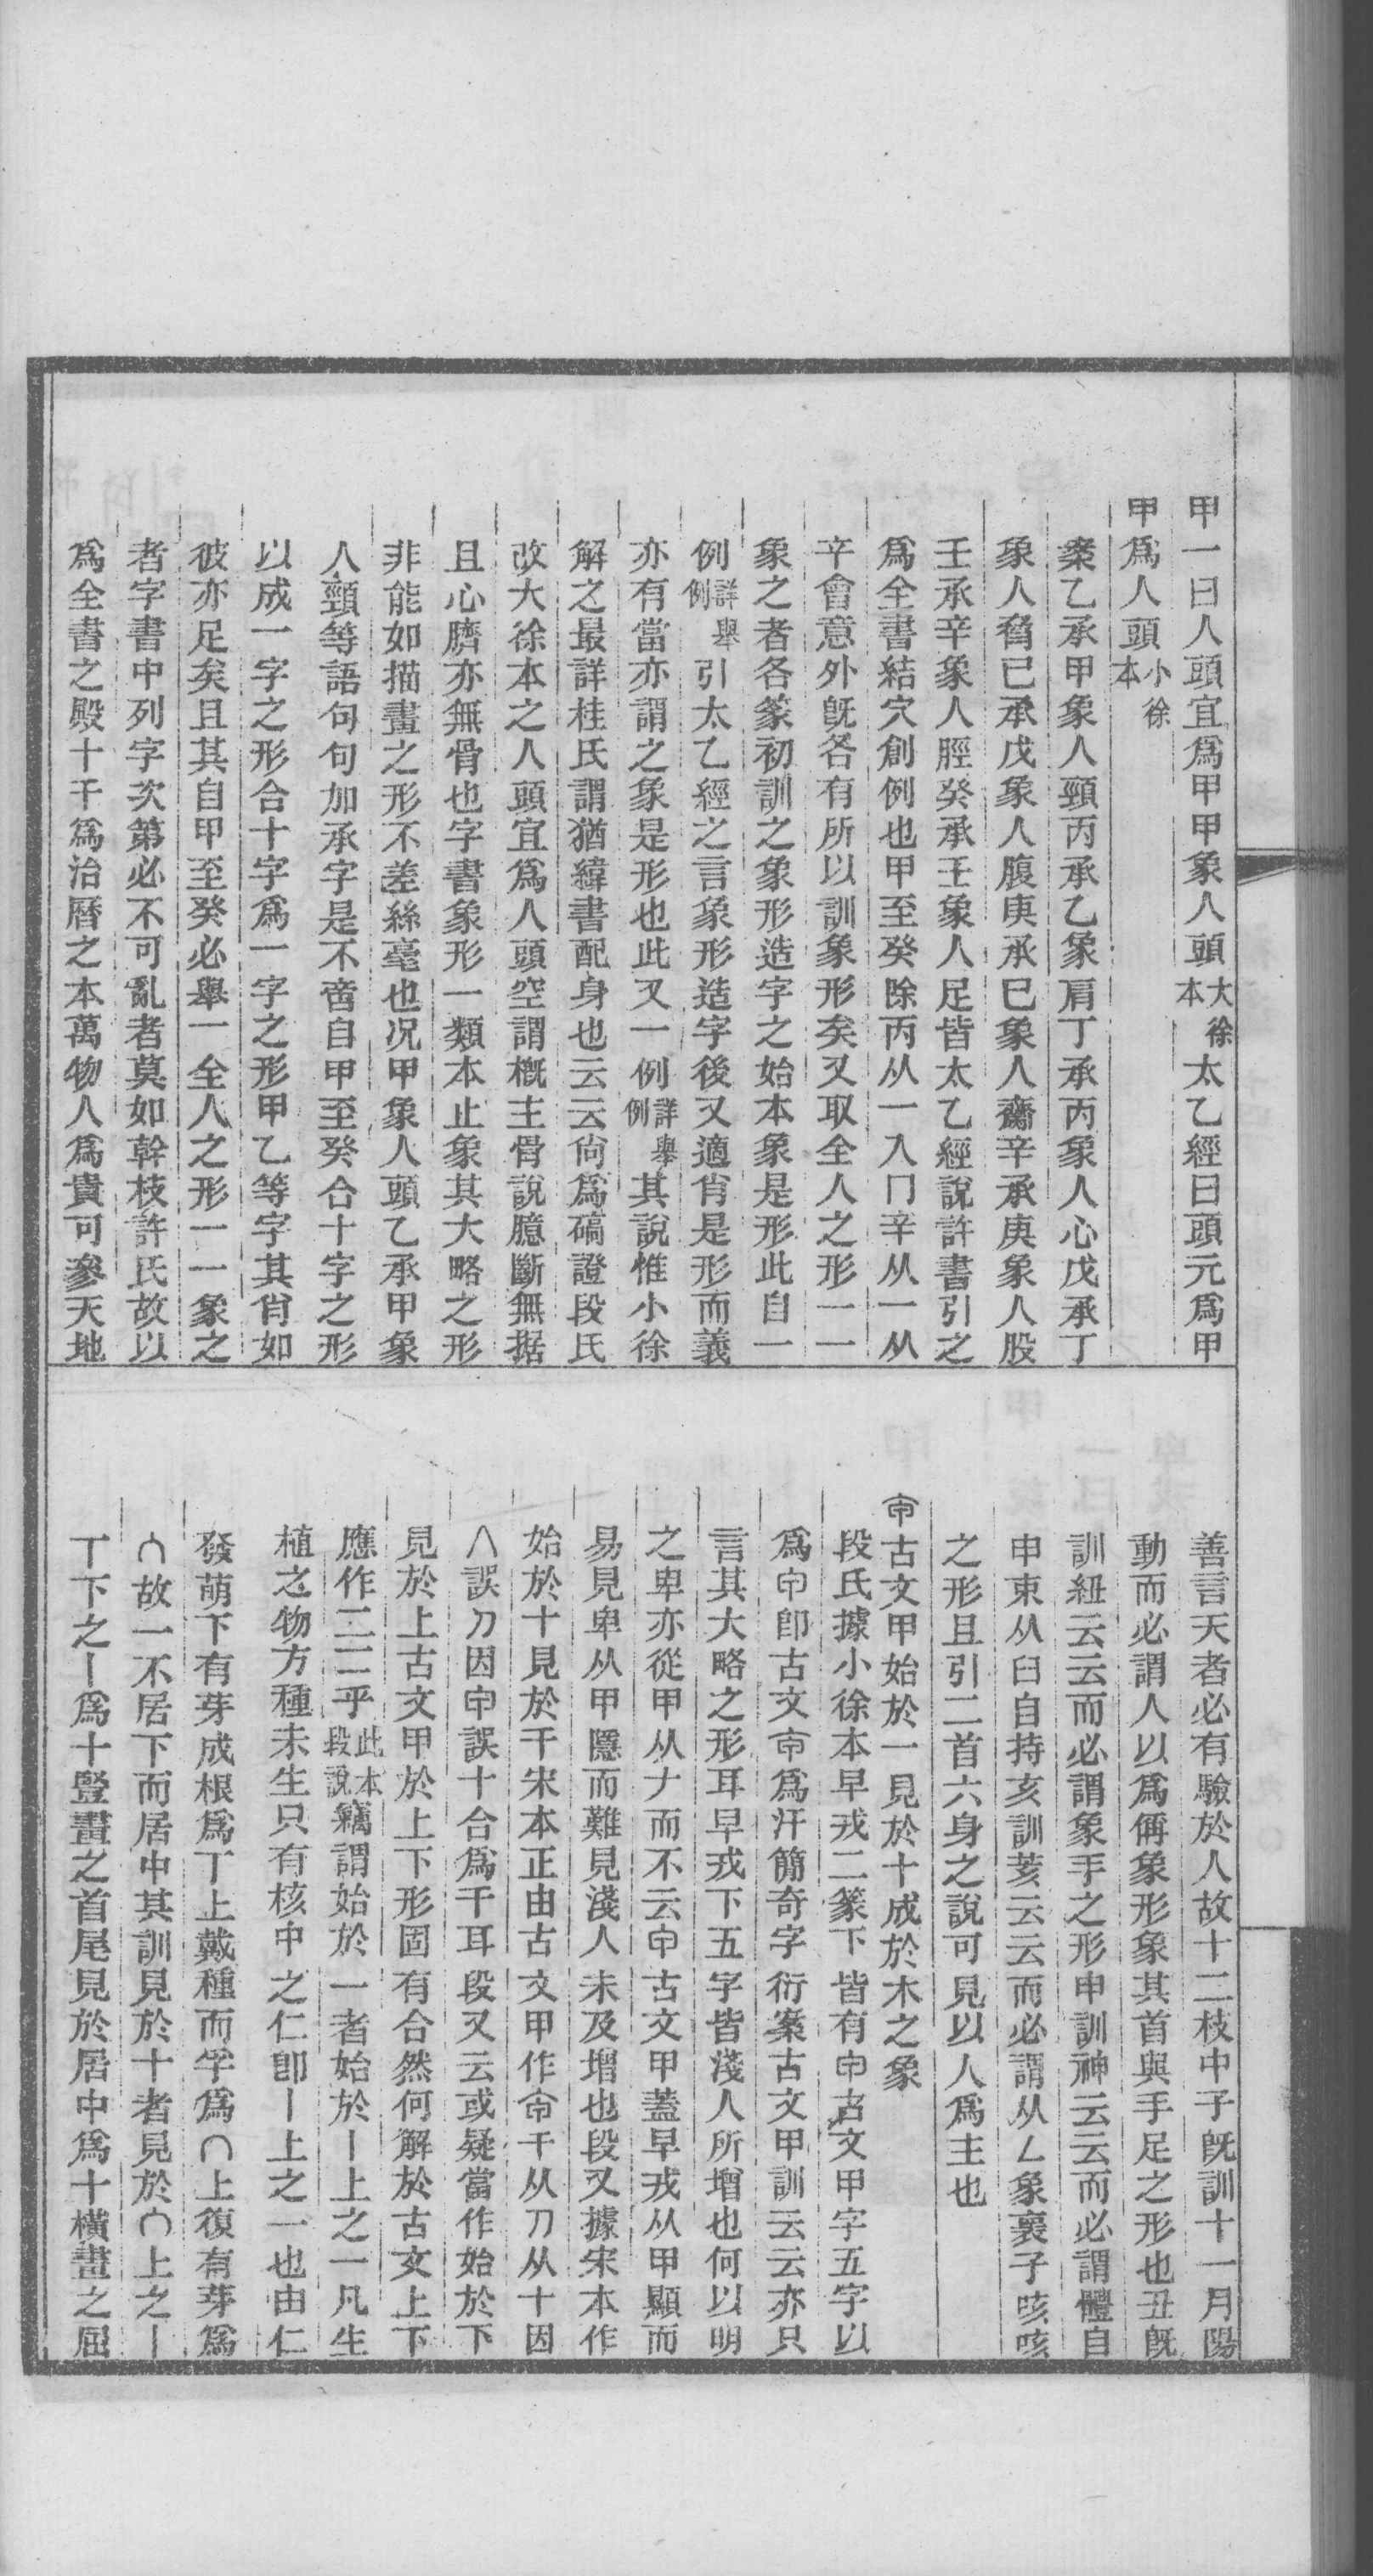 甲一曰人頭宜爲甲甲象人頭大徐本太乙經曰頭元爲甲
甲爲人頭小徐本
案乙承甲象人頸丙承乙象肩丁承丙象人心戊承丁
象人脅已承戊象人腹庚承巳象人齎辛承庚象人股
壬承辛象人脛癸承壬象人足皆太乙經說許書引之
爲全書結穴創例也甲至癸除丙从一入冂辛从一从
䇂會意外旣各有所以訓象形矣又取全人之形一一
象之者各篆初訓之象形造字之始本象是形此自一
例詳舉例引太乙經之言象形造字後又適肖是形而義
亦有當亦謂之象是形也此又一例詳舉例其說惟小徐
解之最詳桂氏謂猶緯書配身也云云尙爲碻證段氏
改大徐本之人頭宜爲人頭空謂槪主骨說臆斷無据
且心臍亦無骨也字書象形一類本止象其大略之形
非能如描畫之形不差絲毫也况甲象人頭乙承甲象
人頸等語句句加承字是不啻自甲至癸合十字之形
以成一字之形合十字爲一字之形甲乙等字其肖如
彼亦足矣且其自甲至癸必舉一全人之形一一象之
者字書中列字次第必不可亂者莫如幹枝許氏故以
爲全書之殿十干爲治曆之本萬物人爲貴可參天地
善言天者必有驗於人故十二枝中子旣訓十一月陽
動而必謂人以爲偁象形象其首與手足之形也丑旣
訓紐云云而必謂象手之形申訓神云云而必謂體自
申束从𦥑自持亥訓荄云云而必謂从乚象褢子咳咳
之形且引二首六身之說可見以人爲主也
𠇚古文甲始於一見於十成於木之象
段氏據小徐本早戎二篆下皆有𠇚古文甲字五字以
爲𠇚卽古文𠇚爲汗簡奇字衍案古文甲訓云云亦只
言其大略之形耳早戎下五字皆淺人所增也何以明
之卑亦從甲从𠂇而不云𠇚古文甲蓋早戎从甲顯而
易見卑从甲隱而難見淺人未及增也段又據宋本作
始於十見於千宋本正由古文甲作𠇚千从刀从十因
八誤刀因𠇚誤十合爲千耳段又云或疑當作始於下
見於上古文甲於上下形固有合然何解於古文上下
應作二二乎此本段說竊謂始於一者始於丨上之一凡生
植之物方種未生只有核中之仁卽丨上之一也由仁
發萌下有芽成根爲丅上戴種而孚爲∩上復有芽爲
∩故一不居下而居中其訓見於十者見於∩上之丨
丅下之丨爲十豎畫之首尾見於居中爲十橫畫之屈